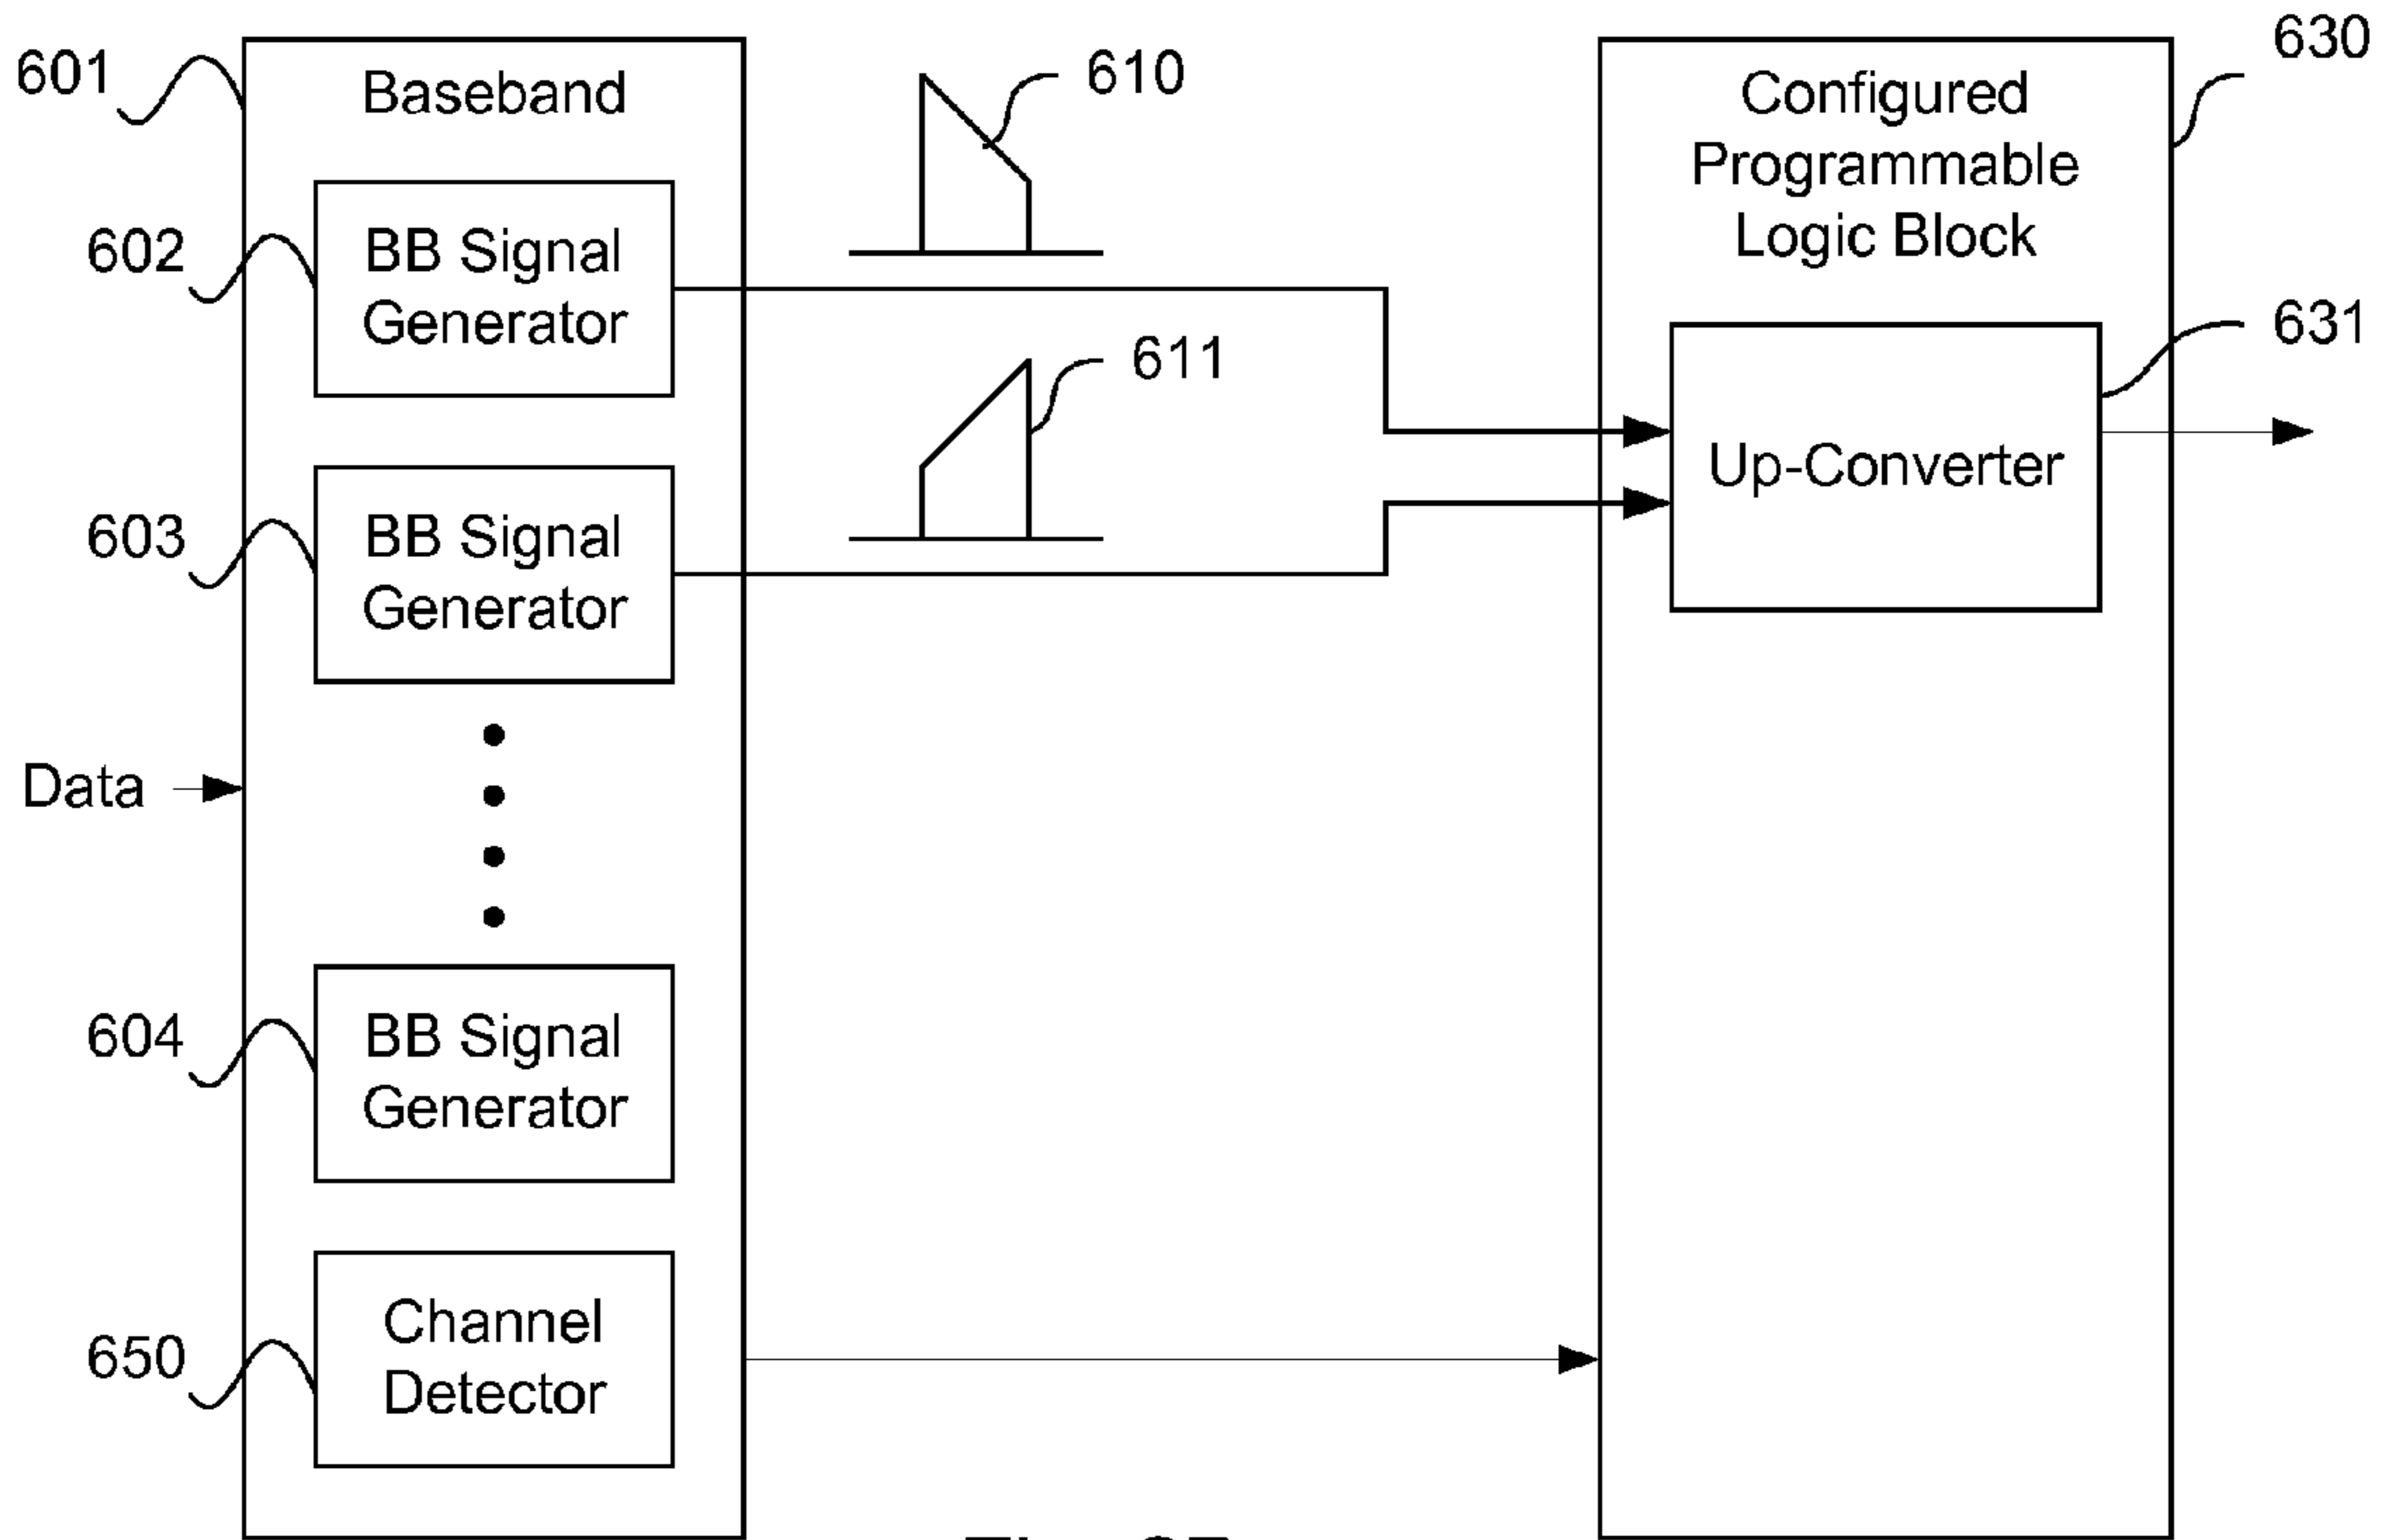 601
Baseband
610
630
Configured
Programmable
Logic Block
602
BB Signal
Generator
611
631
Up-Converter
603
BB Signal
Generator
Data
604
BB Signal
Generator
650
Channel
Detector